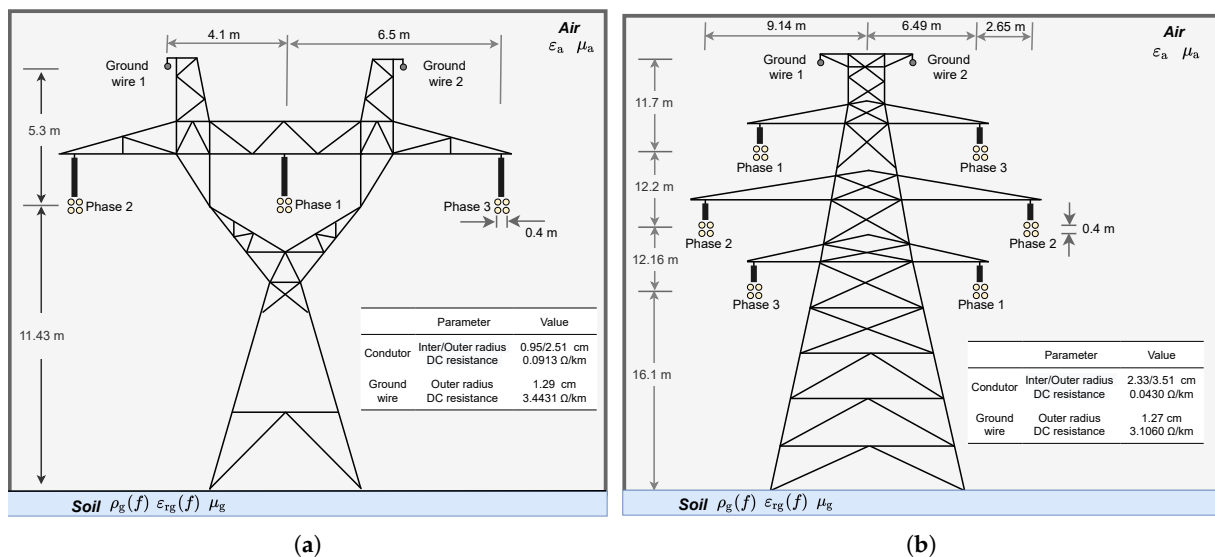 4.1 m
6.5 m
Air
εa μa
Ground
wire 1
Ground
wire 2
5.3 m
Phase 2
Phase 1
Phase 3
0.4 m
11.43 m
Parameter Value
Condutor Inter/Outer radius 0.95/2.51 cm
DC resistance 0.0913 Ω/km
Ground
wire Outer radius 1.29 cm
DC resistance 3.4431 Ω/km
Soil ρg(f) εrg(f) μg
(a)
9.14 m
6.49 m
2.65 m
Air
εa μa
Ground
wire 1
Ground
wire 2
11.7 m
Phase 1
Phase 3
12.2 m
Phase 2
Phase 2
0.4 m
12.16 m
Phase 3
Phase 1
16.1 m
Parameter Value
Condutor Inter/Outer radius 2.33/3.51 cm
DC resistance 0.0430 Ω/km
Ground
wire Outer radius 1.27 cm
DC resistance 3.1060 Ω/km
Soil ρg(f) εrg(f) μg
(b)